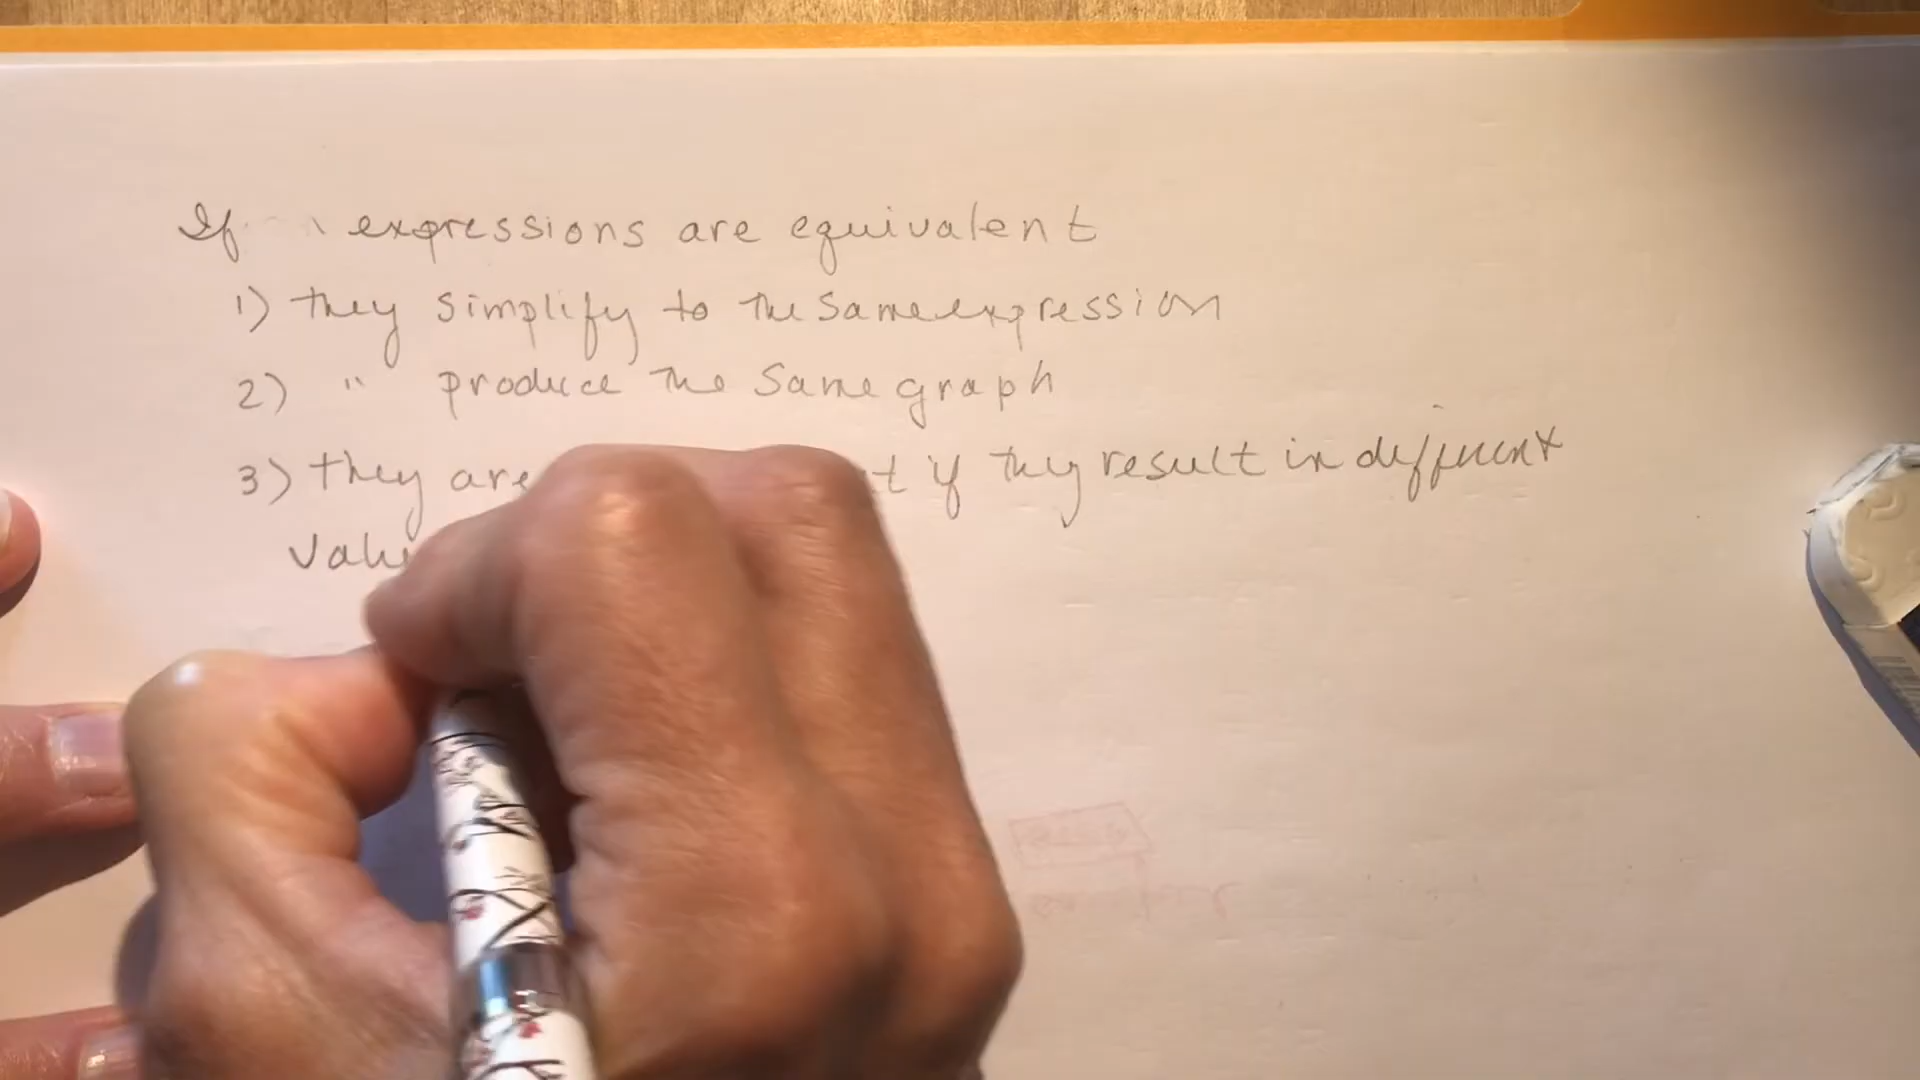 If expressions are equivalent
1) they simplify to the same expression
2) " produce the same graph
3) they are if they result in different